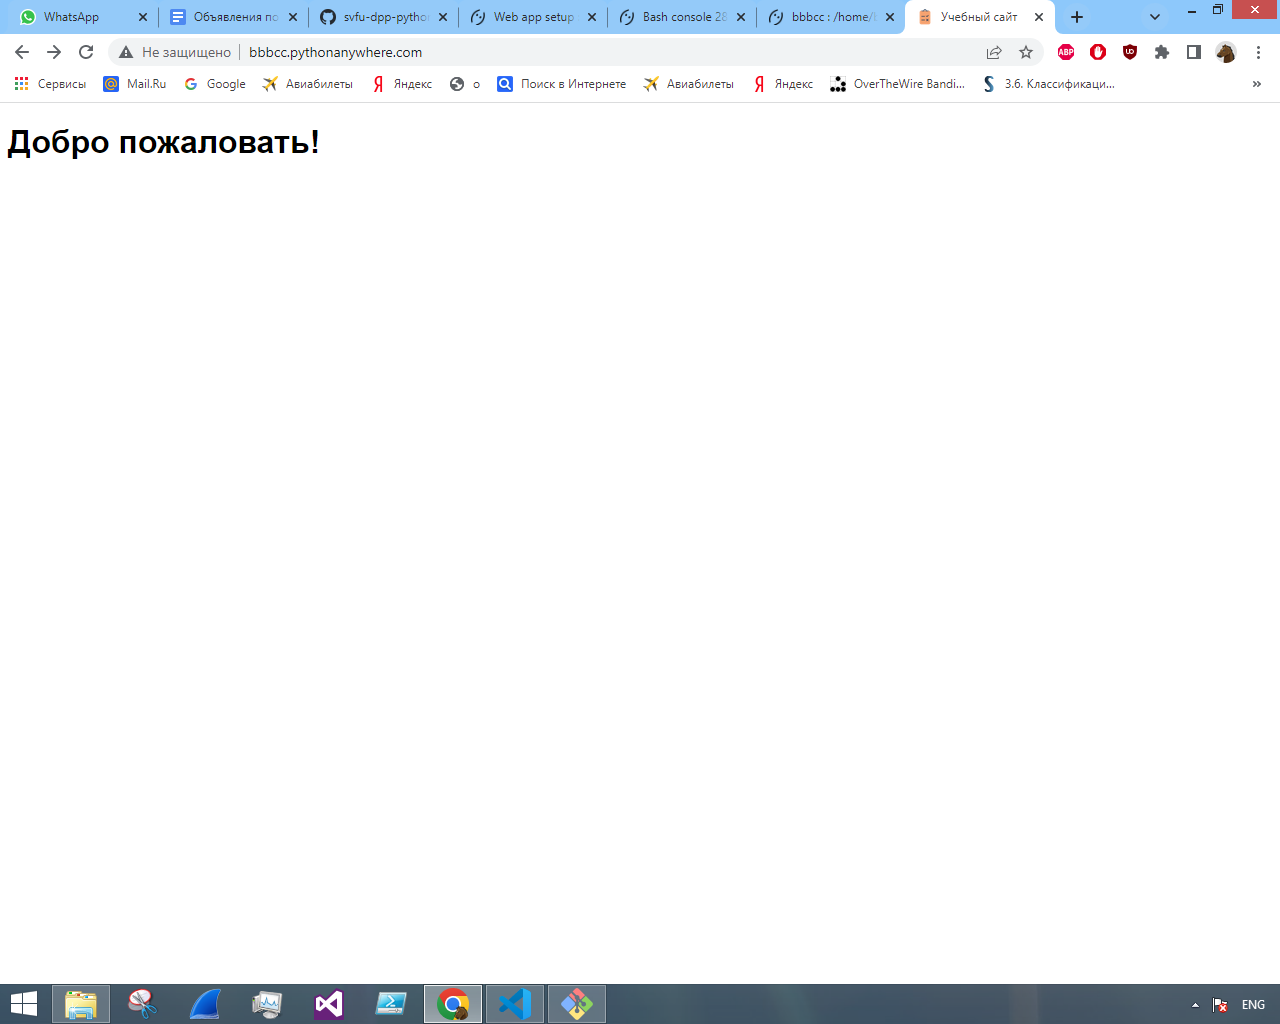 WhatsApp
Объявления по
svfu-dpp-pytho
Web app setup
Bash console 28
bbbcc : /home/
Учебный сайт
Не защищено
bbbcc.pythonanywhere.com
ABP
Сервисы
Mail.Ru
Google
Авиабилеты
Яндекс
о
Поиск в Интернете
Авиабилеты
Яндекс
OverTheWire Bandi...
3.6. Классификаци...
Добро пожаловать!
ENG